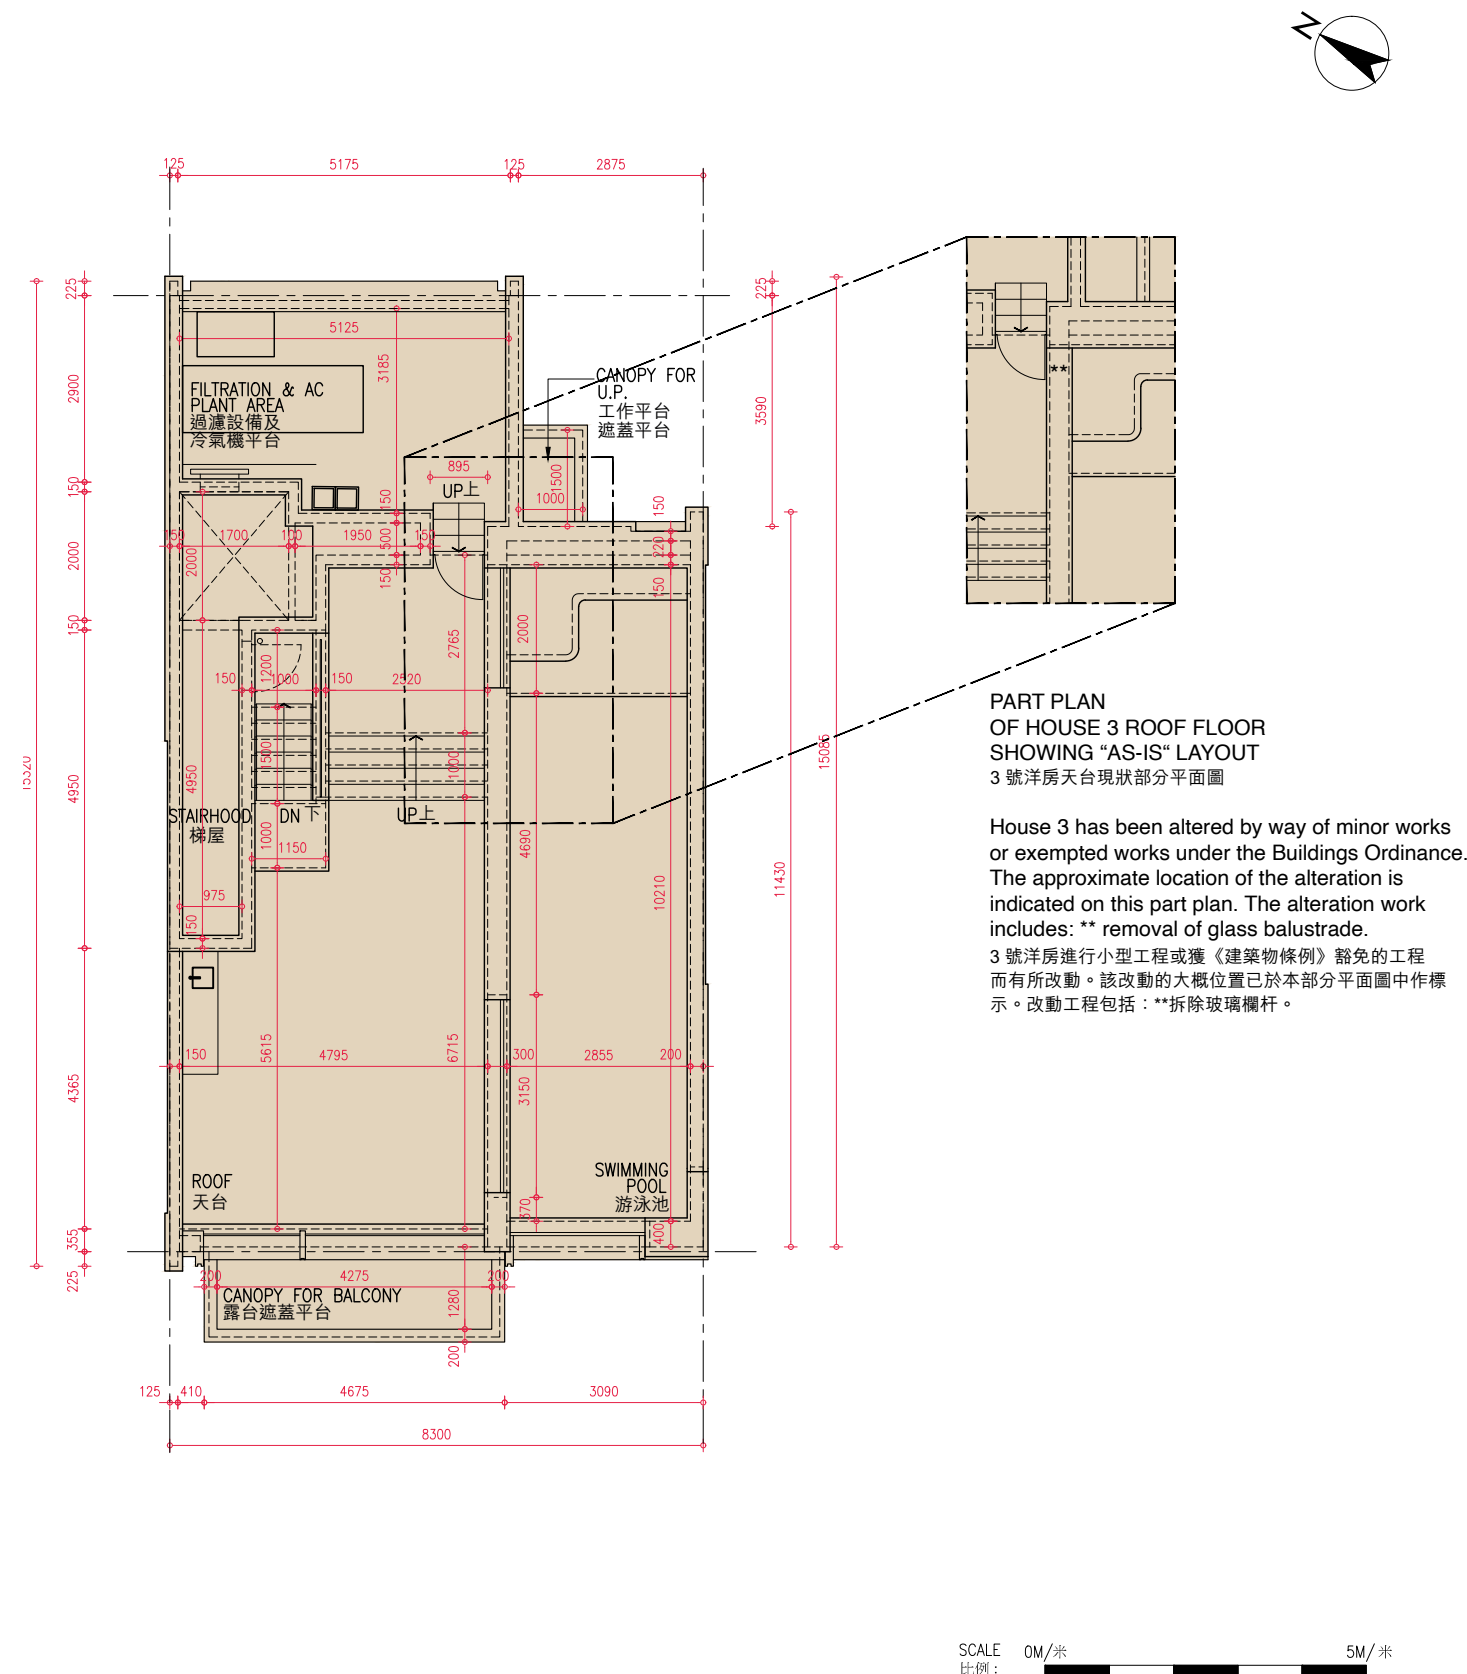 N
125 5175 125 2875
225
225
2900
150
2000
150
4950
4365
355
225
5125
3185
FILTRATION & AC
PLANT AREA
過濾設備及
冷氣機平台
CANOPY FOR
U.P.
工作平台
遮蓋平台
3590
895
UP上
1500
1000
150
150
150 1700 100 1950 150
2000
500
150
220
150
2000
2765
1200
150 1000 150 2520
1500
1000
4950
STAIRHOOD
梯屋
DN 下
UP上
1000
1150
4690
975
150
10210
11430
15085
150 4795 300 2855 200
5615
6715
3150
ROOF
天台
SWIMMING
POOL
游泳池
370
400
200 4275 200
CANOPY FOR BALCONY
露台遮蓋平台
1280
200
125 410 4675 3090
8300
**
PART PLAN
OF HOUSE 3 ROOF FLOOR
SHOWING “AS-IS“ LAYOUT
3 號洋房天台現狀部分平面圖
House 3 has been altered by way of minor works
or exempted works under the Buildings Ordinance.
The approximate location of the alteration is
indicated on this part plan. The alteration work
includes: ** removal of glass balustrade.
3 號洋房進行小型工程或獲《建築物條例》豁免的工程
而有所改動。該改動的大概位置已於本部分平面圖中作標
示。改動工程包括：**拆除玻璃欄杆。
SCALE 0M/米 5M/米
比例：